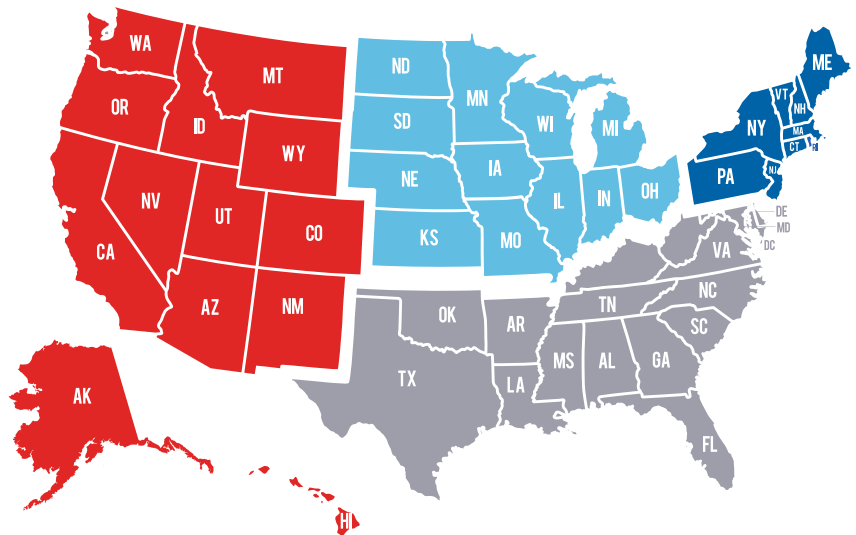 WA
MT
ND
MN
ME
VT
NH
OR
ID
SD
WI
MI
NY
MA
CT
RI
WY
NE
IA
PA
NJ
NV
UT
CO
KS
MO
IL
IN
OH
DE
MD
DC
CA
AZ
NM
OK
AR
TN
VA
NC
SC
TX
LA
MS
AL
GA
FL
AK
HI